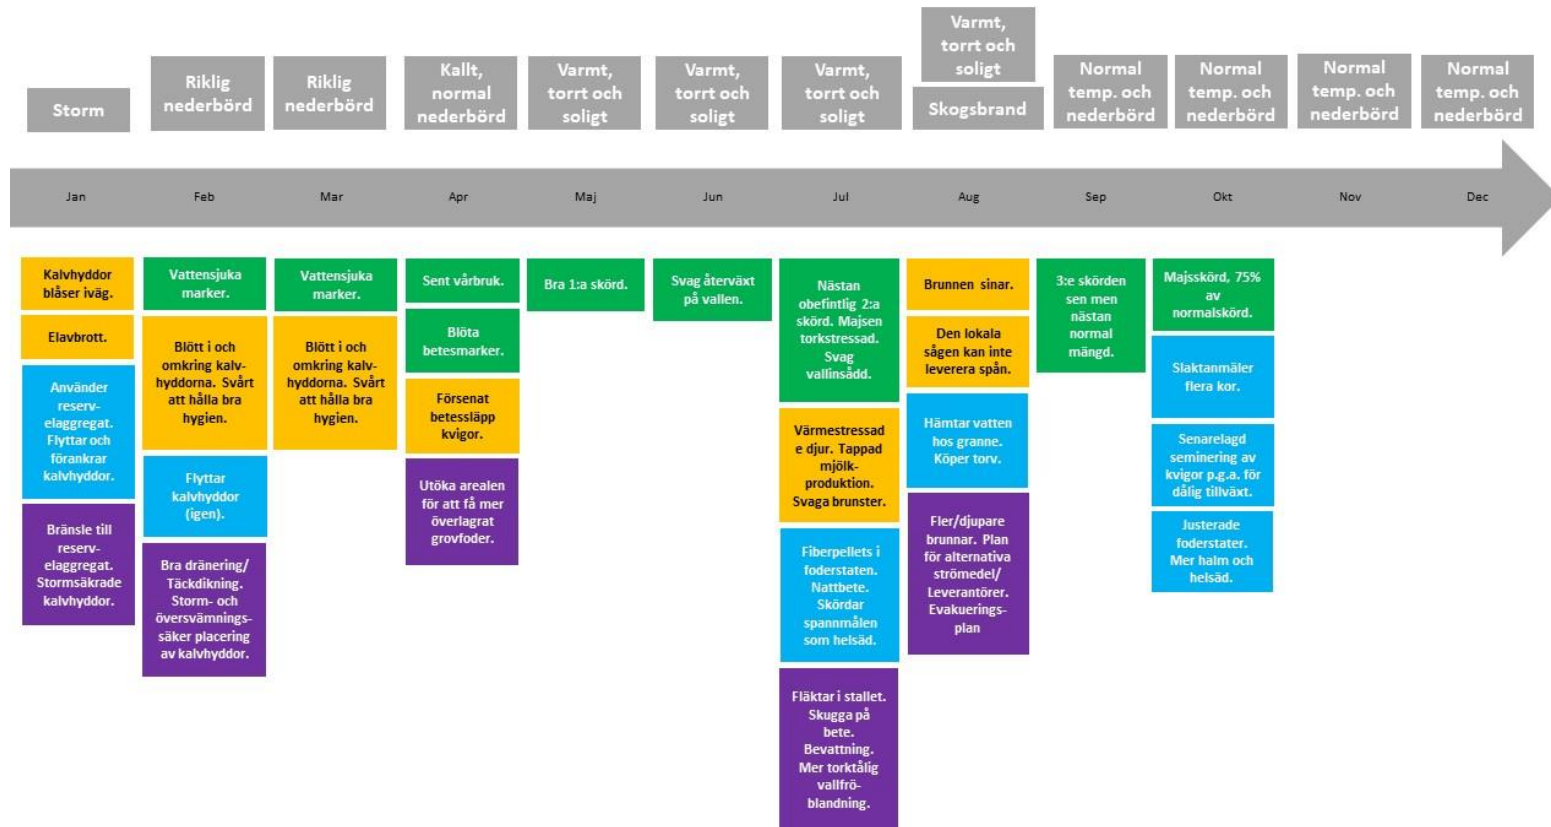 Storm
Riklig
nederbörd
Riklig
nederbörd
Kallt,
normal
nederbörd
Varmt,
torrt och
soligt
Varmt,
torrt och
soligt
Varmt,
torrt och
soligt
Varmt,
torrt och
soligt
Skogsbrand
Normal
temp. och
nederbörd
Normal
temp. och
nederbörd
Normal
temp. och
nederbörd
Normal
temp. och
nederbörd
Jan
Feb
Mar
Apr
Maj
Jun
Jul
Aug
Sep
Okt
Nov
Dec
Kalvhyddor
blåser iväg.
Elavbrott.
Använder
reserv-
elaggregat.
Flyttar och
förankrar
kalvhyddor.
Bränsle till
reserv-
elaggregat.
Stormsäkrade
kalvhyddor.
Vattensjuka
marker.
Blött i och
omkring kalv-
hyddorna. Svårt
att hålla bra
hygien.
Flyttar
kalvhyddor
(igen).
Bra dränering/
Täckdikning.
Storm- och
översvämnings-
säker placering
av kalvhyddor.
Vattensjuka
marker.
Blött i och
omkring kalv-
hyddorna. Svårt
att hålla bra
hygien.
Sent vårbruk.
Blöta
betesmarker.
Försenat
betessläpp
kvigor.
Utöka arealen
för att få mer
överlagrat
grovfoder.
Bra 1:a skörd.
Svag återväxt
på vallen.
Nästan
obefintlig 2:a
skörd. Majsen
torkstressad.
Svag
vallinsådd.
Värmestressad
e djur. Tappad
mjölk-
produktion.
Svaga brunster.
Fiberpellets i
foderstaten.
Nattbete.
Skördar
spannmålen
som helsäd.
Fläktar i stallet.
Skugga på
bete.
Bevattning.
Mer torktålig
vallfrö-
blandning.
Brunnen sinar.
Den lokala
sågen kan inte
leverera spån.
Hämtar vatten
hos granne.
Köper torv.
Fler/djupare
brunnar. Plan
för alternativa
strömedel/
Leverantörer.
Evakuerings-
plan
3:e skörden
sen men
nästan
normal
mängd.
Majsskörd, 75%
av
normalskörd.
Slaktanmäler
flera kor.
Senarelagd
seminering av
kvigor p.g.a. för
dålig tillväxt.
Justerade
foderstater.
Mer halm och
helsäd.